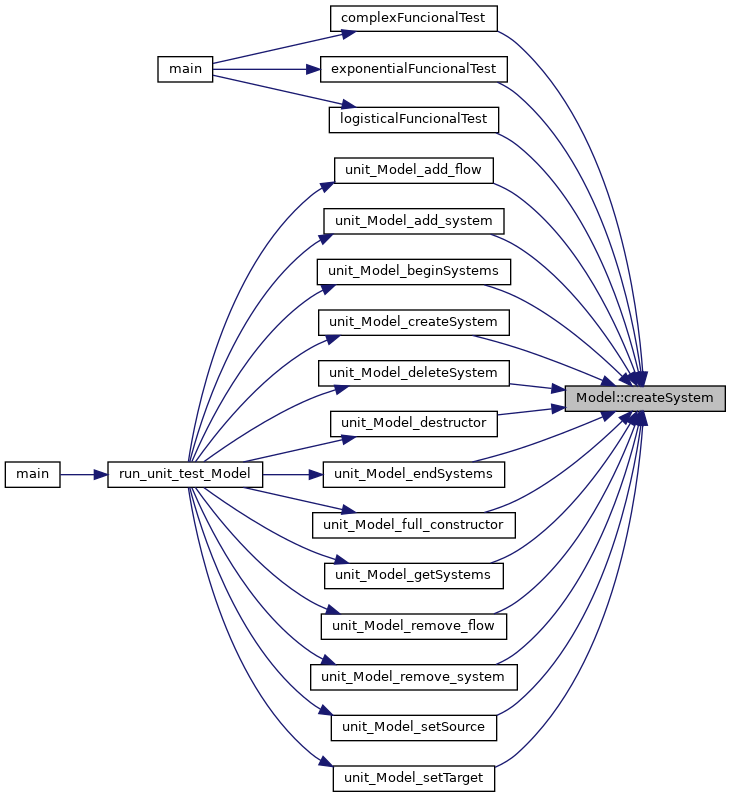 complexFuncionalTest
main
exponentialFuncionalTest
logisticalFuncionalTest
unit_Model_add_flow
unit_Model_add_system
unit_Model_beginSystems
unit_Model_createSystem
unit_Model_deleteSystem
Model::createSystem
unit_Model_destructor
main
run_unit_test_Model
unit_Model_endSystems
unit_Model_full_constructor
unit_Model_getSystems
unit_Model_remove_flow
unit_Model_remove_system
unit_Model_setSource
unit_Model_setTarget